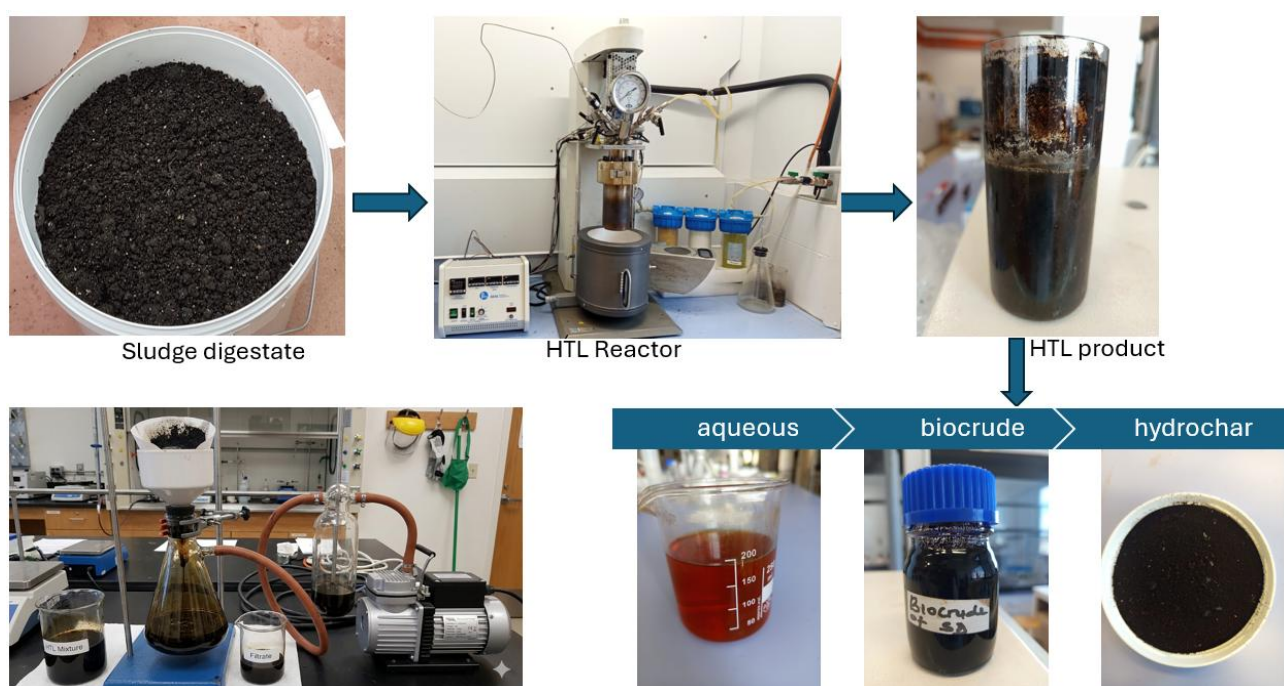 Sludge digestate
HTL Reactor
HTL product
aqueous
biocrude
hydrochar
HTL Mixture
Filtrate
200
150
100
Biocrude
of SD